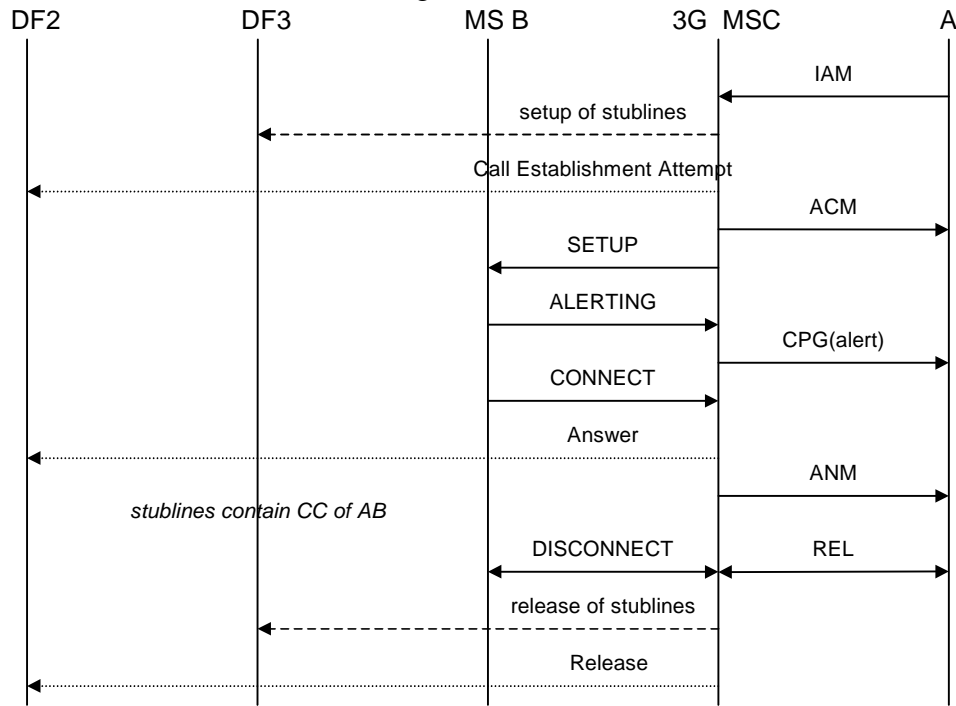 DF2 DF3 MS B 3G MSC A
IAM
setup of stublines
Call Establishment Attempt
ACM
SETUP
ALERTING
CPG(alert)
CONNECT
Answer
ANM
stublines contain CC of AB
DISCONNECT REL
release of stublines
Release